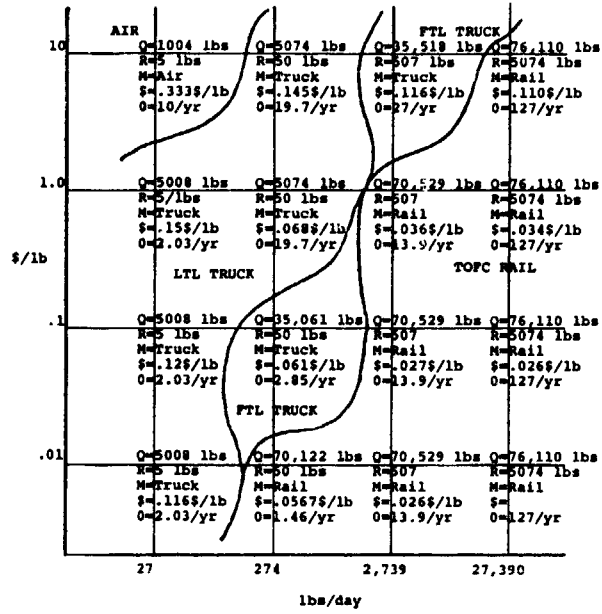 AIR
FTL TRUCK
10
Q=1004 lbs
R=5 lbs
M=Air
$=.333$/lb
O=10/yr
Q=5074 lbs
R=50 lbs
M=Truck
$=.145$/lb
O=19.7/yr
Q=35,518 lbs
R=507 lbs
M=Truck
$=.116$/lb
O=27/yr
Q=76,110 lbs
R=5074 lbs
M=Rail
$=.110$/lb
O=127/yr
1.0
Q=5008 lbs
R=5/lbs
M=Truck
$=.15$/lb
O=2.03/yr
Q=5074 lbs
R=50 lbs
M=Truck
$=.068$/lb
O=19.7/yr
Q=70,529 lbs
R=507
M=Rail
$=.036$/lb
O=13.9/yr
Q=76,110 lbs
R=5074 lbs
M=Rail
$=.034$/lb
O=127/yr
$/lb
LTL TRUCK
TOFC RAIL
.1
Q=5008 lbs
R=5 lbs
M=Truck
$=.12$/lb
O=2.03/yr
Q=35,061 lbs
R=50 lbs
M=Truck
$=.061$/lb
O=2.85/yr
Q=70,529 lbs
R=507
M=Rail
$=.027$/lb
O=13.9/yr
Q=76,110 lbs
R=5074 lbs
M=Rail
$=.026$/lb
O=127/yr
FTL TRUCK
.01
Q=5008 lbs
R=5 lbs
M=Truck
$=.116$/lb
O=2.03/yr
Q=70,122 lbs
R=50 lbs
M=Rail
$=.0567$/lb
O=1.46/yr
Q=70,529 lbs
R=507
M=Rail
$=.026$/lb
O=13.9/yr
Q=76,110 lbs
R=5074 lbs
M=Rail
$=
O=127/yr
27
274
2,739
27,390
lbs/day